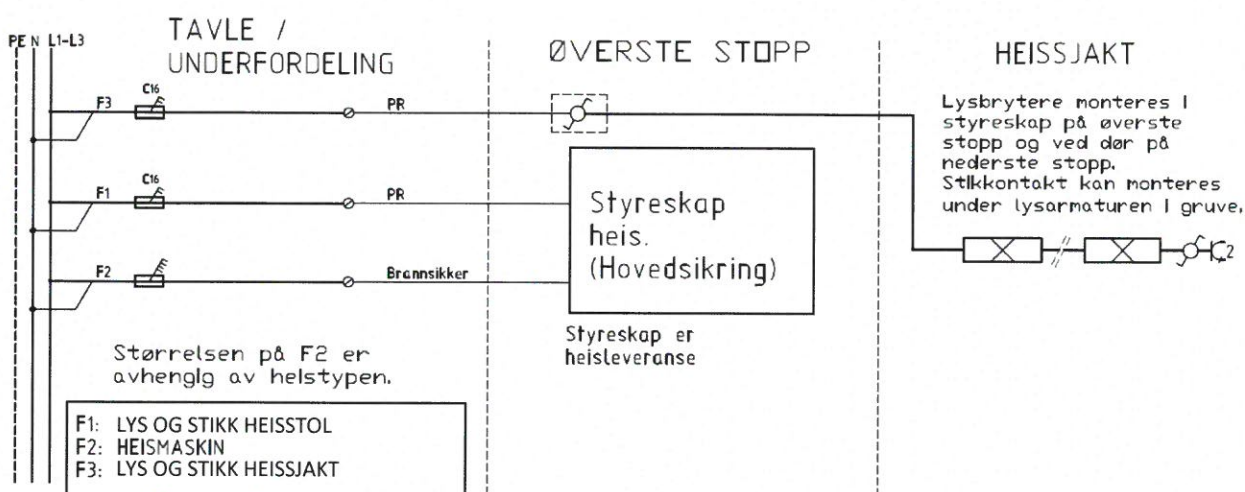 PE N L1-L3
TAVLE /
UNDERFORDELING
F3
C16
PR
F1
C16
PR
F2
Brannsikker
Størrelsen på F2 er
avhengig av heistypen.
F1: LYS OG STIKK HEISSTOL
F2: HEISMASKIN
F3: LYS OG STIKK HEISSJAKT
ØVERSTE STOPP
Styreskap
heis.
(Hovedsikring)
Styreskap er
heisleveranse
HEISSJAKT
Lysbrytere monteres i
styreskap på øverste
stopp og ved dør på
nederste stopp.
Stikkontakt kan monteres
under lysarmaturen i gruve.
2